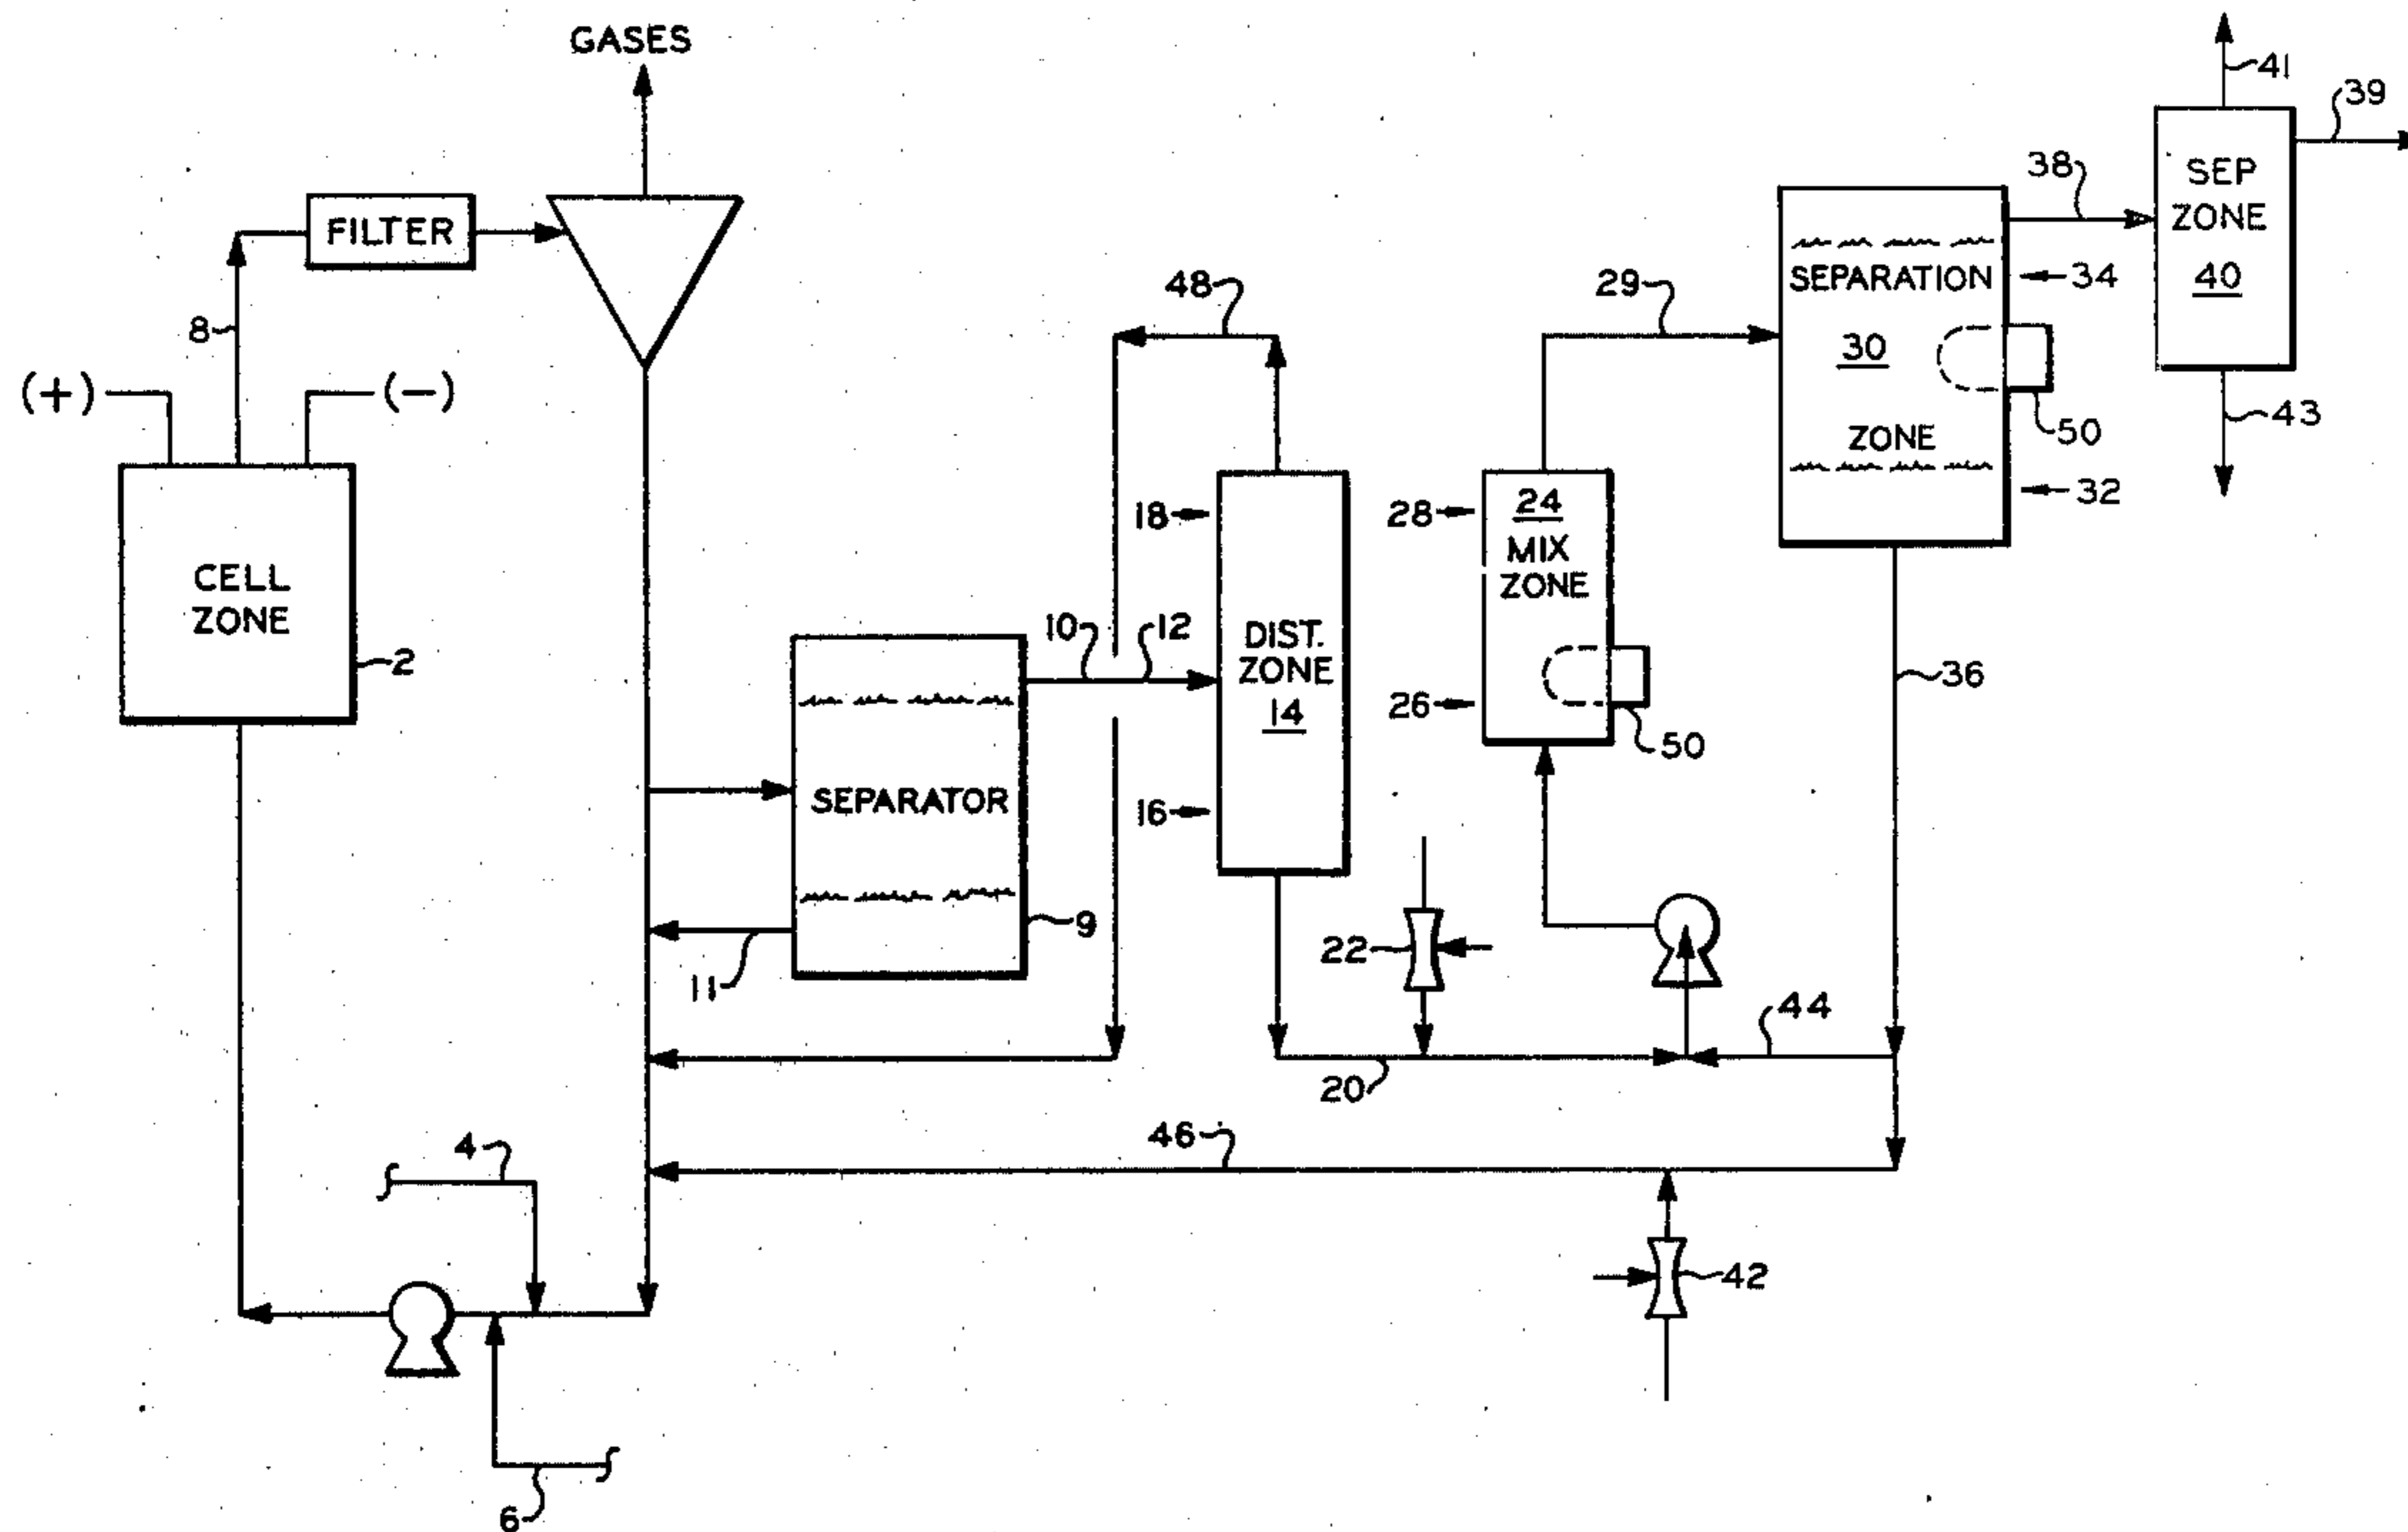 GASES
41
39
38
SEP
ZONE
40
FILTER
8
48
29
SEPARATION
30
ZONE
34
(+)
(-)
50
43
32
CELL
ZONE
2
18
28
24
MIX
ZONE
10
12
DIST.
ZONE
14
26
50
36
SEPARATOR
16
9
22
11
44
20
46
4
42
6